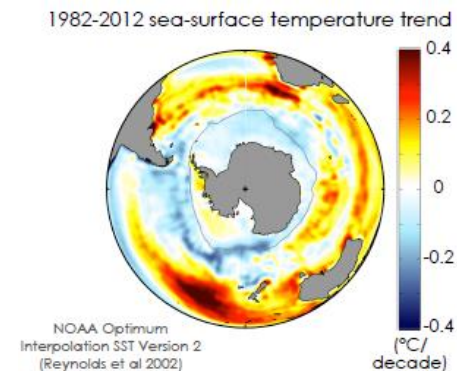 1982-2012 sea-surface temperature trend
0.4
0.2
0
-0.2
-0.4
(°C/
decade)
NOAA Optimum
Interpolation SST Version 2
(Reynolds et al 2002)